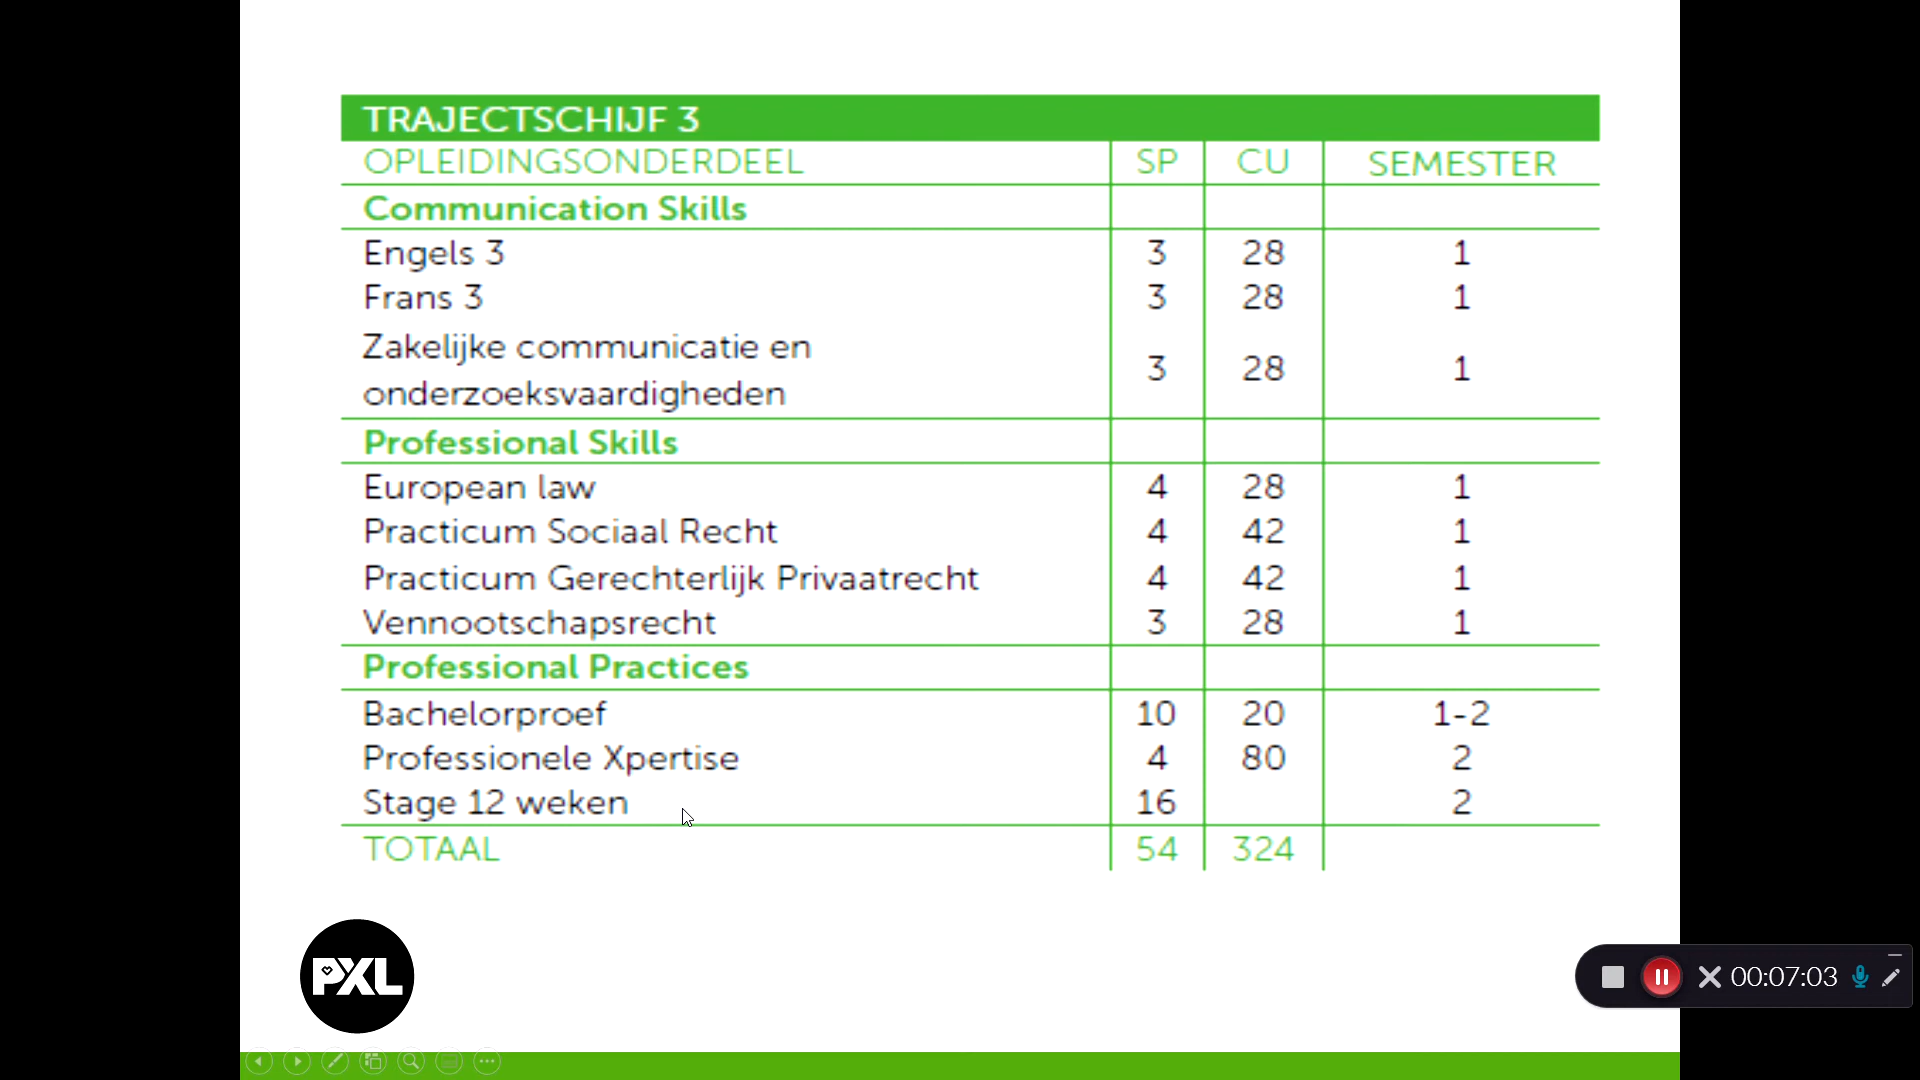 TRAJECTSCHIJF 3
OPLEIDINGSONDERDEEL SP CU SEMESTER
Communication Skills
Engels 3 3 28 1
Frans 3 3 28 1
Zakelijke communicatie en
onderzoeksvaardigheden 3 28 1
Professional Skills
European law 4 28 1
Practicum Sociaal Recht 4 42 1
Practicum Gerechterlijk Privaatrecht 4 42 1
Vennootschapsrecht 3 28 1
Professional Practices
Bachelorproef 10 20 1-2
Professionele Xpertise 4 80 2
Stage 12 weken 16 2
TOTAAL 54 324
PXL
00:07:03